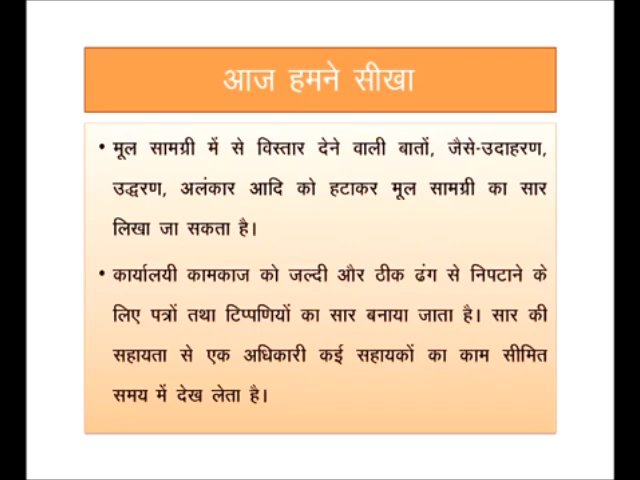 आज हमने सीखा
• मूल सामग्री में से विस्तार देने वाली बातों, जैसे-उदाहरण,
उद्धरण, अलंकार आदि को हटाकर मूल सामग्री का सार
लिखा जा सकता है।
• कार्यालयी कामकाज को जल्दी और ठीक ढंग से निपटाने के
लिए पत्रों तथा टिप्पणियों का सार बनाया जाता है। सार की
सहायता से एक अधिकारी कई सहायकों का काम सीमित
समय में देख लेता है।